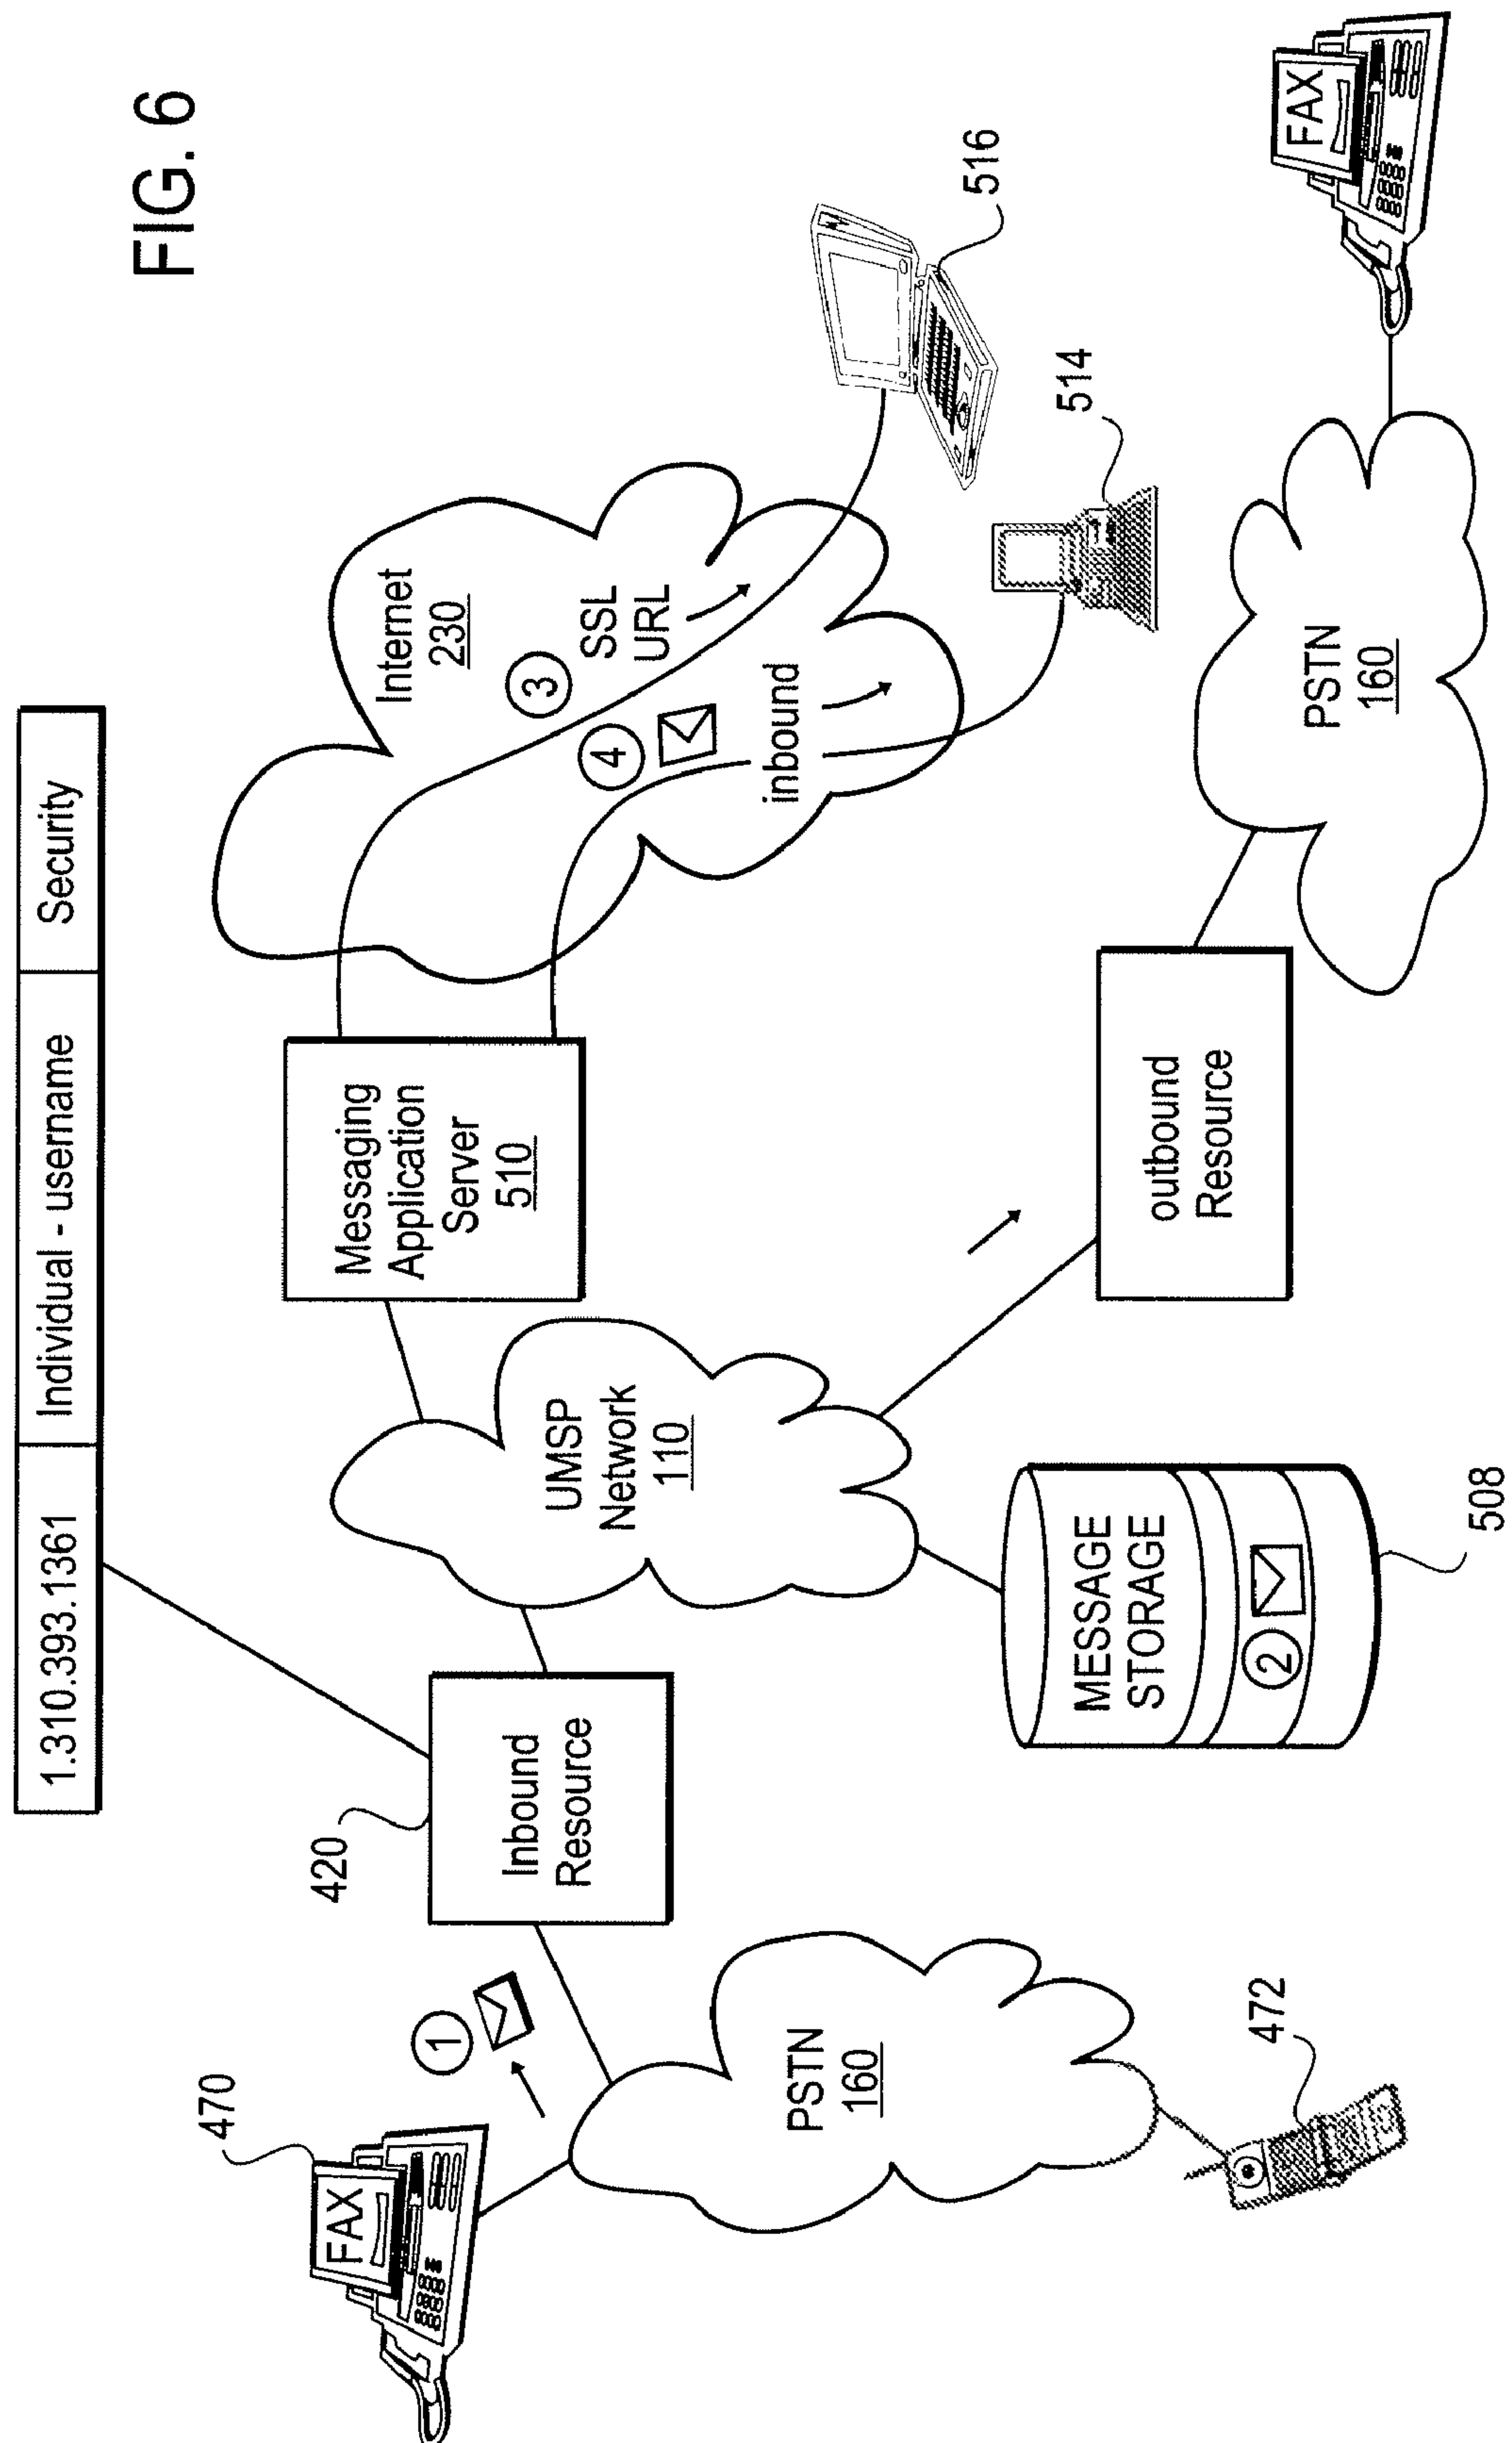 FIG. 6
1.310.393.1361
Individual - username
Security
470
FAX
1
420
Inbound
Resource
PSTN
160
472
UMSP
Network
110
MESSAGE
STORAGE
2
508
Messaging
Application
Server
510
Internet
230
3
SSL
URL
4
inbound
516
514
outbound
Resource
PSTN
160
FAX